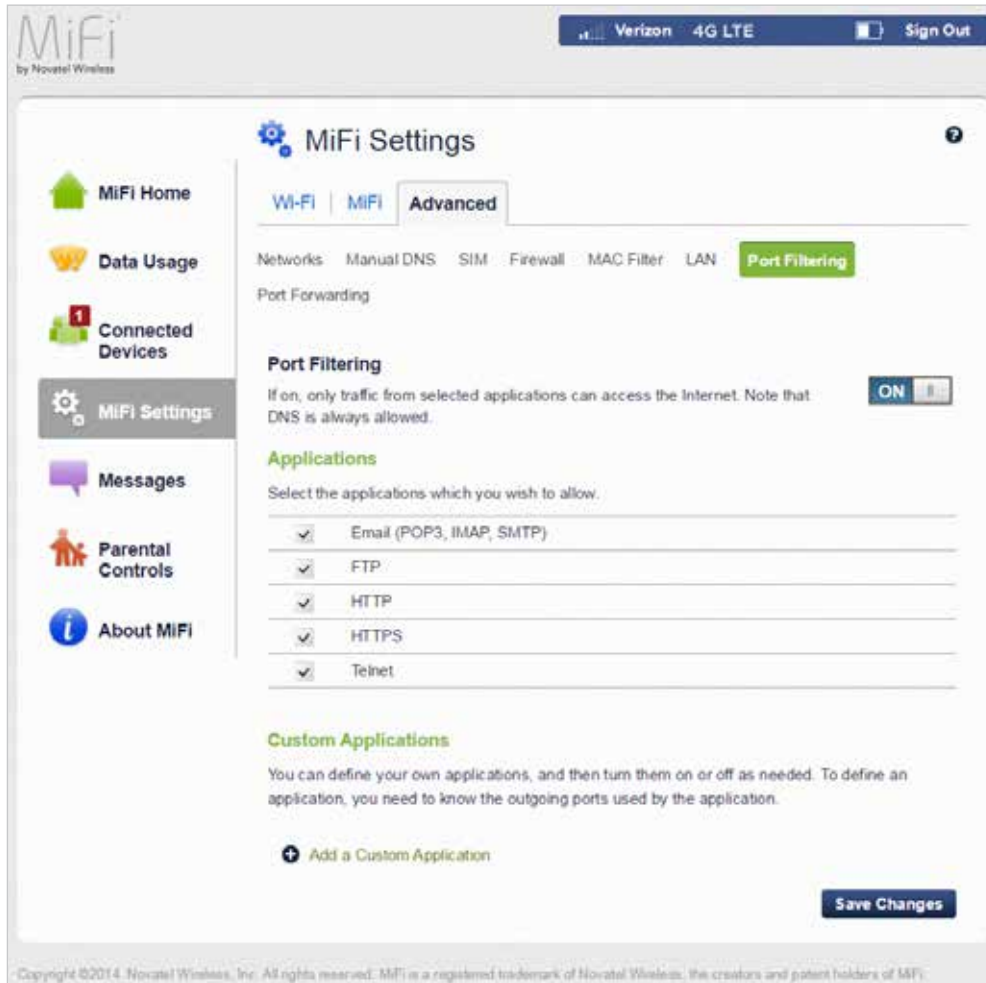 MiFi
by Novatel Wireless
Verizon 4G LTE Sign Out
MiFi Settings
?
MiFi Home
Data Usage
1
Connected
Devices
MiFi Settings
Messages
Parental
Controls
i
About MiFi
Wi-Fi MiFi Advanced
Networks Manual DNS SIM Firewall MAC Filter LAN Port Filtering
Port Forwarding
Port Filtering
If on, only traffic from selected applications can access the Internet. Note that
DNS is always allowed.
ON
Applications
Select the applications which you wish to allow.
Email (POP3, IMAP, SMTP)
FTP
HTTP
HTTPS
Telnet
Custom Applications
You can define your own applications, and then turn them on or off as needed. To define an
application, you need to know the outgoing ports used by the application.
Add a Custom Application
Save Changes
Copyright ©2014. Novatel Wireless, Inc. All rights reserved. MiFi is a registered trademark of Novatel Wireless, the creators and patent holders of MiFi.